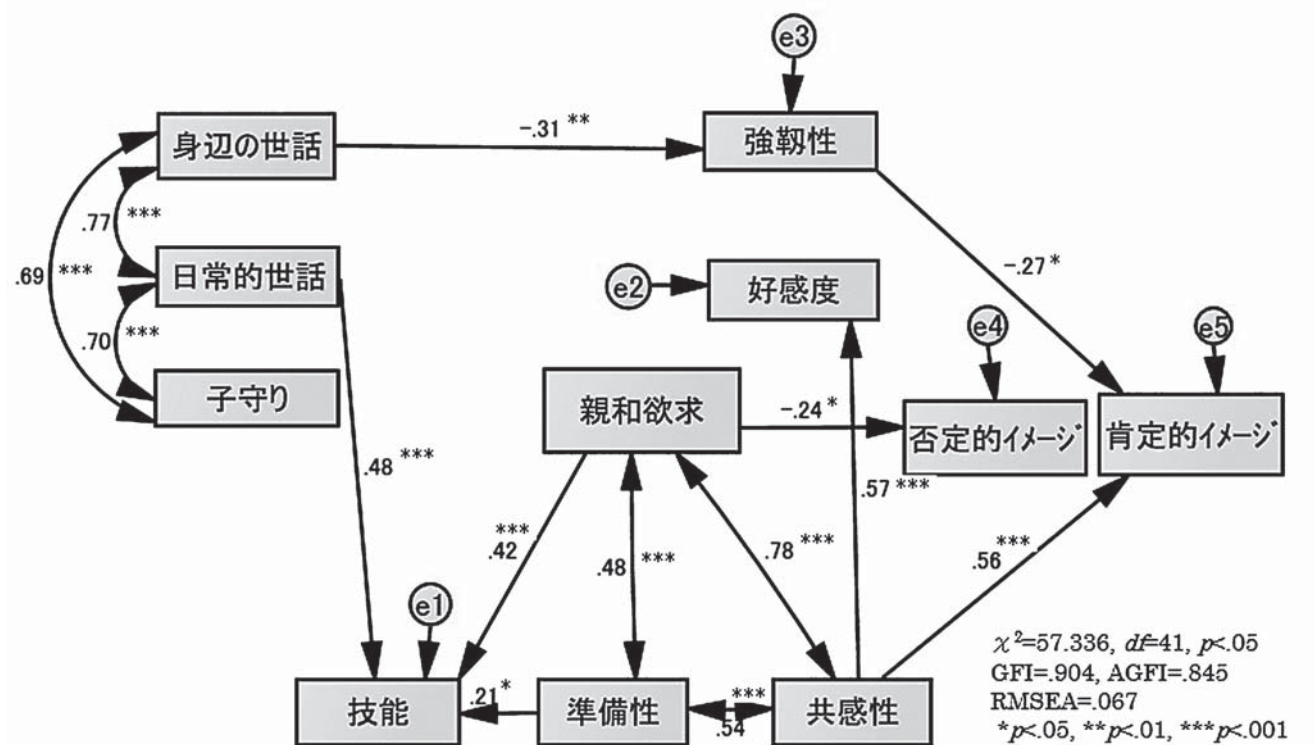 e3
身辺の世話
-.31 **
強靱性
.77 ***
.69 ***
日常的世話
e2
好感度
-.27 *
e4
e5
.70 ***
子守り
親和欲求
-.24 *
否定的イメージ
肯定的イメージ
.48 ***
.57 ***
***
.42
.48 ***
.78 ***
***
.56
e1
技能
.21 *
準備性
***
.54
共感性
χ²=57.336, df=41, p<.05
GFI=.904, AGFI=.845
RMSEA=.067
*p<.05, **p<.01, ***p<.001